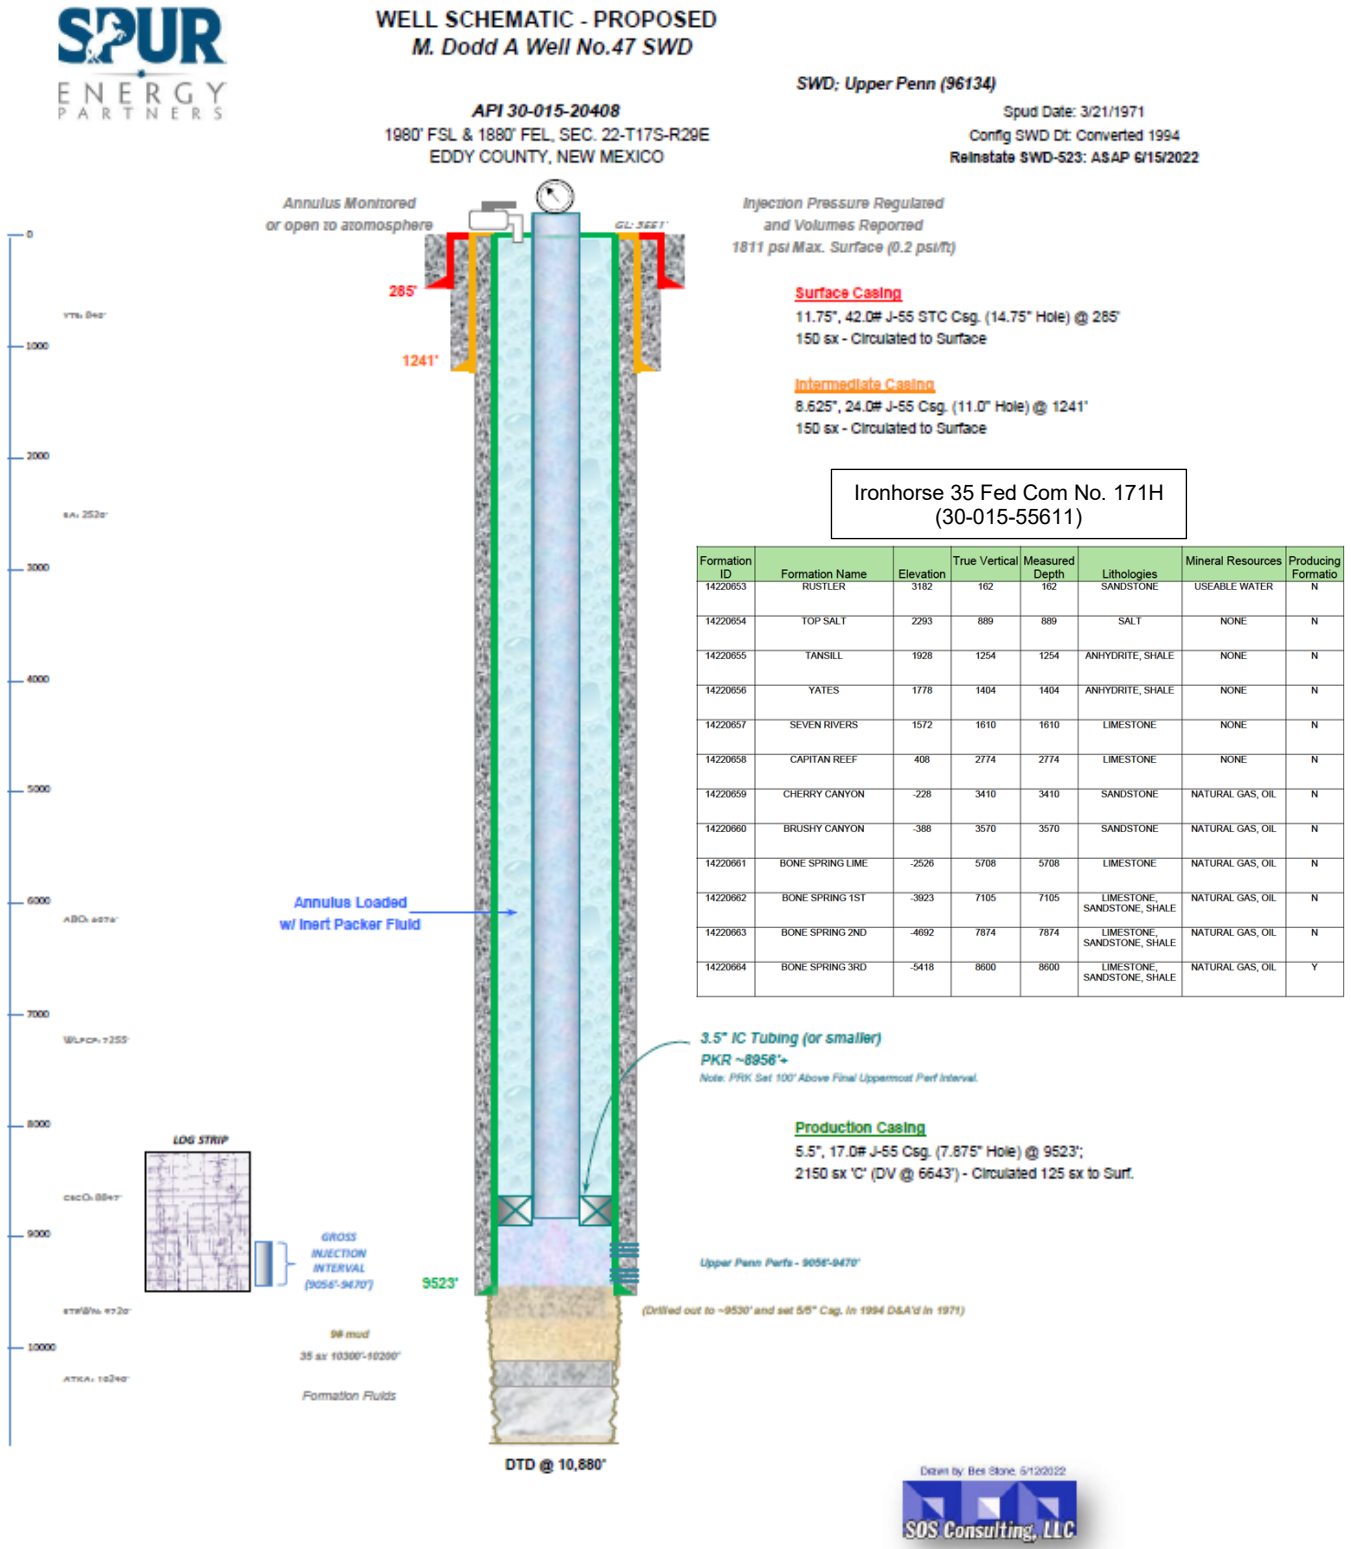 SPUR
ENERGY
PARTNERS
WELL SCHEMATIC - PROPOSED
M. Dodd A Well No.47 SWD
API 30-015-20408
1980' FSL & 1880' FEL, SEC. 22-T17S-R29E
EDDY COUNTY, NEW MEXICO
SWD; Upper Penn (96134)
Spud Date: 3/21/1971
Config SWD Dt: Converted 1994
Reinstate SWD-523: ASAP 6/15/2022
Annulus Monitored
or open to atomosphere
GL: 3661'
Injection Pressure Regulated
and Volumes Reported
1811 psi Max. Surface (0.2 psi/ft)
0
285'
Surface Casing
11.75", 42.0# J-55 STC Csg. (14.75" Hole) @ 285'
150 sx - Circulated to Surface
1000
1241'
Intermediate Casing
8.625", 24.0# J-55 Csg. (11.0" Hole) @ 1241'
150 sx - Circulated to Surface
2000
Ironhorse 35 Fed Com No. 171H
(30-015-55611)
3000
Formation ID Formation Name Elevation True Vertical Measured Depth Lithologies Mineral Resources Producing Formatio
14220653 RUSTLER 3182 162 162 SANDSTONE USEABLE WATER N
14220654 TOP SALT 2293 889 889 SALT NONE N
14220655 TANSILL 1928 1254 1254 ANHYDRITE, SHALE NONE N
14220656 YATES 1778 1404 1404 ANHYDRITE, SHALE NONE N
14220657 SEVEN RIVERS 1572 1610 1610 LIMESTONE NONE N
14220658 CAPITAN REEF 408 2774 2774 LIMESTONE NONE N
14220659 CHERRY CANYON -228 3410 3410 SANDSTONE NATURAL GAS, OIL N
14220660 BRUSHY CANYON -388 3570 3570 SANDSTONE NATURAL GAS, OIL N
14220661 BONE SPRING LIME -2526 5708 5708 LIMESTONE NATURAL GAS, OIL N
14220662 BONE SPRING 1ST -3923 7105 7105 LIMESTONE, SANDSTONE, SHALE NATURAL GAS, OIL N
14220663 BONE SPRING 2ND -4692 7874 7874 LIMESTONE, SANDSTONE, SHALE NATURAL GAS, OIL N
14220664 BONE SPRING 3RD -5418 8600 8600 LIMESTONE, SANDSTONE, SHALE NATURAL GAS, OIL Y
4000
5000
6000
Annulus Loaded
w/ Inert Packer Fluid
7000
3.5" IC Tubing (or smaller)
PKR ~8956'+
Note: PRK Set 100' Above Final Uppermost Perf Interval.
8000
LOG STRIP
Production Casing
5.5", 17.0# J-55 Csg. (7.875" Hole) @ 9523';
2150 sx 'C' (DV @ 6643') - Circulated 125 sx to Surf.
9000
GROSS
INJECTION
INTERVAL
(9056'-9470')
Upper Penn Perfs - 9056'-9470'
9523'
(Drilled out to ~9530' and set 5/5" Csg. in 1994 D&A'd in 1971)
9# mud
10000
35 sx 10300'-10200'
Formation Fluids
DTD @ 10,880'
Drawn by: Ben Stone, 5/12/2022
SOS Consulting, LLC